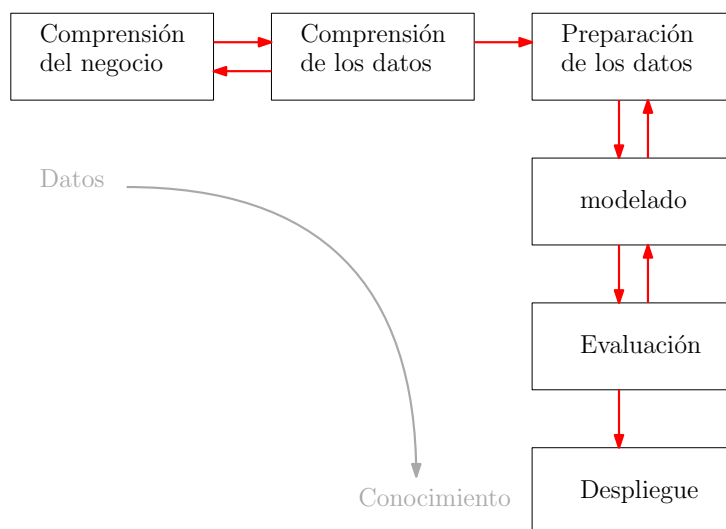 Comprensión
del negocio
Comprensión
de los datos
Preparación
de los datos
Datos
modelado
Evaluación
Conocimiento
Despliegue